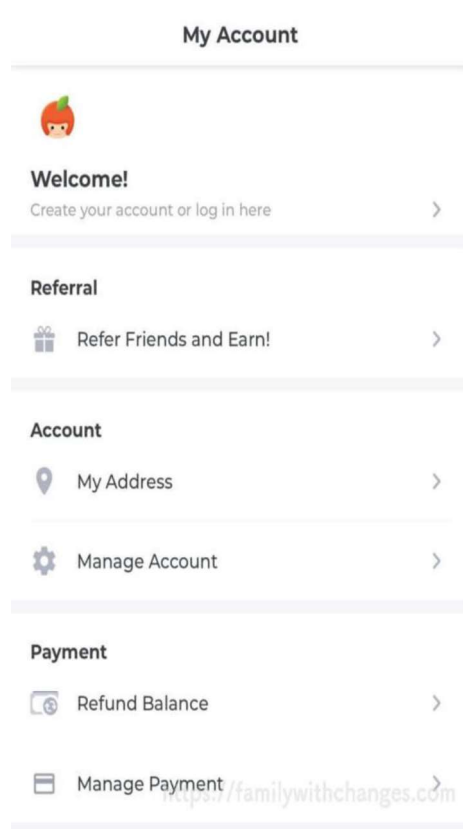 My Account
Welcome!
Create your account or log in here
Referral
Refer Friends and Earn!
Account
My Address
Manage Account
Payment
Refund Balance
Manage Payment
https://familywithchanges.com